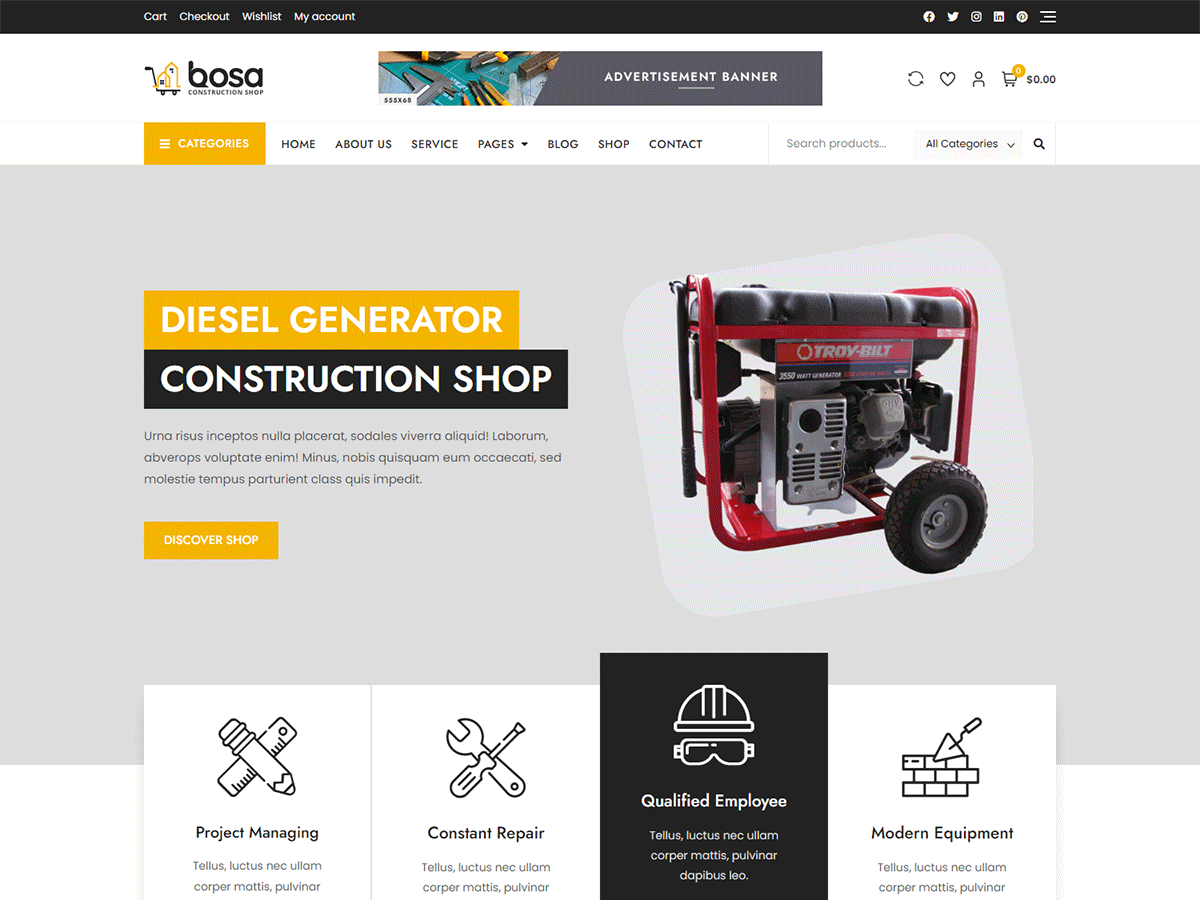 Cart Checkout Wishlist My account
bosa
CONSTRUCTION SHOP
ADVERTISEMENT BANNER
555X68
0
$0.00
CATEGORIES
HOME ABOUT US SERVICE PAGES BLOG SHOP CONTACT
Search products...
All Categories
DIESEL GENERATOR
CONSTRUCTION SHOP
Urna risus inceptos nulla placerat, sodales viverra aliquid! Laborum,
abverops voluptate enim! Minus, nobis quisquam eum occaecati, sed
molestie tempus parturient class quis impedit.
DISCOVER SHOP
TROY-BILT
3550 WATT GENERATOR
Project Managing
Tellus, luctus nec ullam
corper mattis, pulvinar
Constant Repair
Tellus, luctus nec ullam
corper mattis, pulvinar
Qualified Employee
Tellus, luctus nec ullam
corper mattis, pulvinar
dapibus leo.
Modern Equipment
Tellus, luctus nec ullam
corper mattis, pulvinar